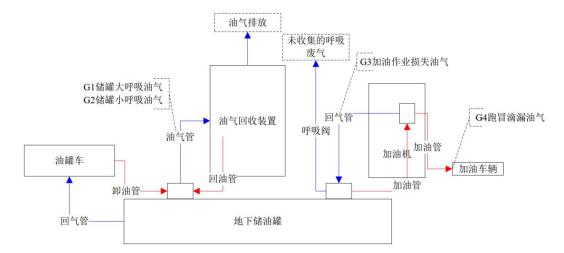 油气排放
未收集的呼吸
废气
G3加油作业损失油气
G1储罐大呼吸油气
G2储罐小呼吸油气
油气管
油气回收装置
回气管
呼吸阀
加油机
加油管
G4跑冒滴漏油气
油罐车
卸油管
回油管
加油管
加油车辆
回气管
地下储油罐